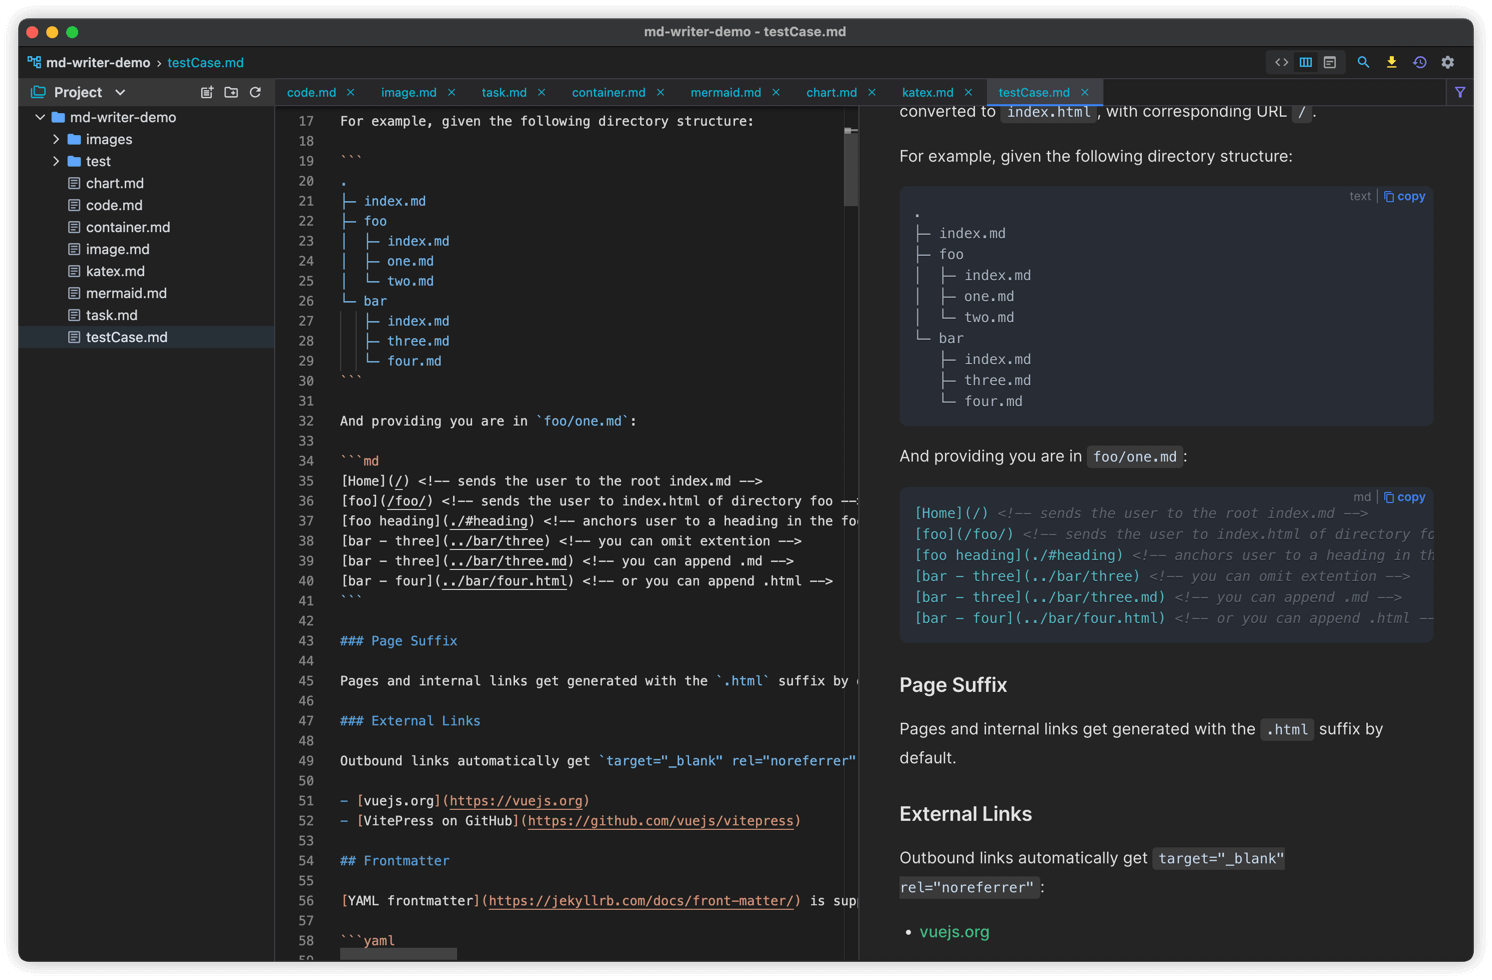 md-writer-demo - testCase.md
md-writer-demo › testCase.md
Project
code.md
image.md
task.md
container.md
mermaid.md
chart.md
katex.md
testCase.md
md-writer-demo
images
test
chart.md
code.md
container.md
image.md
katex.md
mermaid.md
task.md
testCase.md
17 For example, given the following directory structure:
18
19 ```
20 .
21 ├─ index.md
22 ├─ foo
23 │  ├─ index.md
24 │  ├─ one.md
25 │  └─ two.md
26 └─ bar
27    ├─ index.md
28    ├─ three.md
29    └─ four.md
30 ```
31
32 And providing you are in `foo/one.md`:
33
34 ```md
35 [Home](/) <!-- sends the user to the root index.md -->
36 [foo](/foo/) <!-- sends the user to index.html of directory foo --
37 [foo heading](./#heading) <!-- anchors user to a heading in the fo
38 [bar - three](../bar/three) <!-- you can omit extention -->
39 [bar - three](../bar/three.md) <!-- you can append .md -->
40 [bar - four](../bar/four.html) <!-- or you can append .html -->
41 ```
42
43 ### Page Suffix
44
45 Pages and internal links get generated with the `.html` suffix by
46
47 ### External Links
48
49 Outbound links automatically get `target="_blank" rel="noreferrer"
50
51 - [vuejs.org](https://vuejs.org)
52 - [VitePress on GitHub](https://github.com/vuejs/vitepress)
53
54 ## Frontmatter
55
56 [YAML frontmatter](https://jekyllrb.com/docs/front-matter/) is sup
57
58 ```yaml
converted to index.html, with corresponding URL /.
For example, given the following directory structure:
text | copy
.
├─ index.md
├─ foo
│  ├─ index.md
│  ├─ one.md
│  └─ two.md
└─ bar
   ├─ index.md
   ├─ three.md
   └─ four.md
And providing you are in foo/one.md:
md | copy
[Home](/) <!-- sends the user to the root index.md -->
[foo](/foo/) <!-- sends the user to index.html of directory fo
[foo heading](./#heading) <!-- anchors user to a heading in th
[bar - three](../bar/three) <!-- you can omit extention -->
[bar - three](../bar/three.md) <!-- you can append .md -->
[bar - four](../bar/four.html) <!-- or you can append .html --
Page Suffix
Pages and internal links get generated with the .html suffix by
default.
External Links
Outbound links automatically get target="_blank"
rel="noreferrer":
• vuejs.org